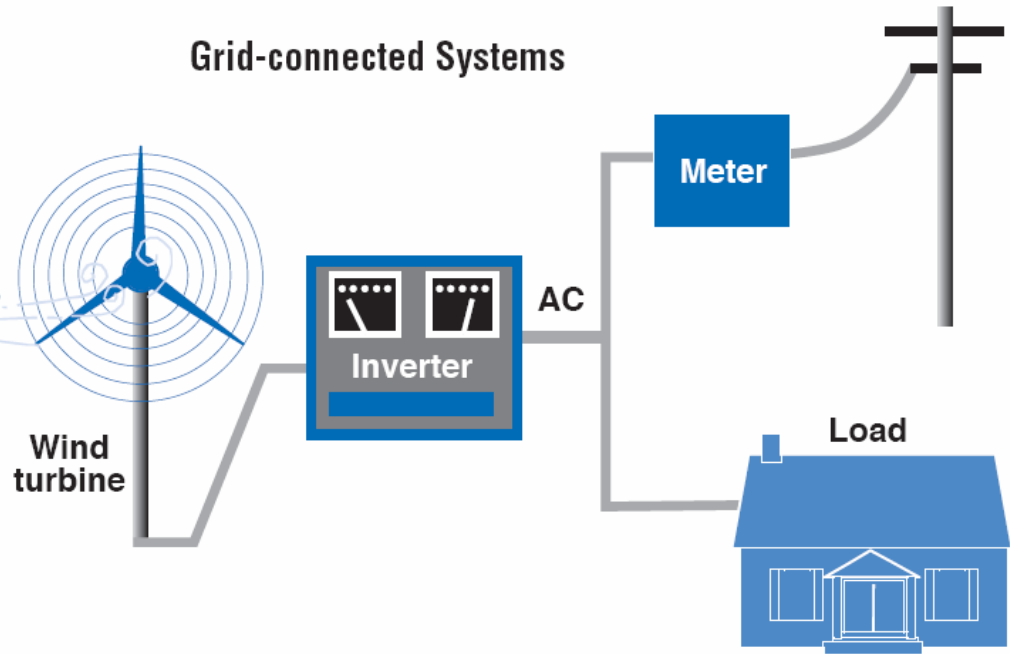 Grid-connected Systems
Meter
AC
Inverter
Wind
turbine
Load